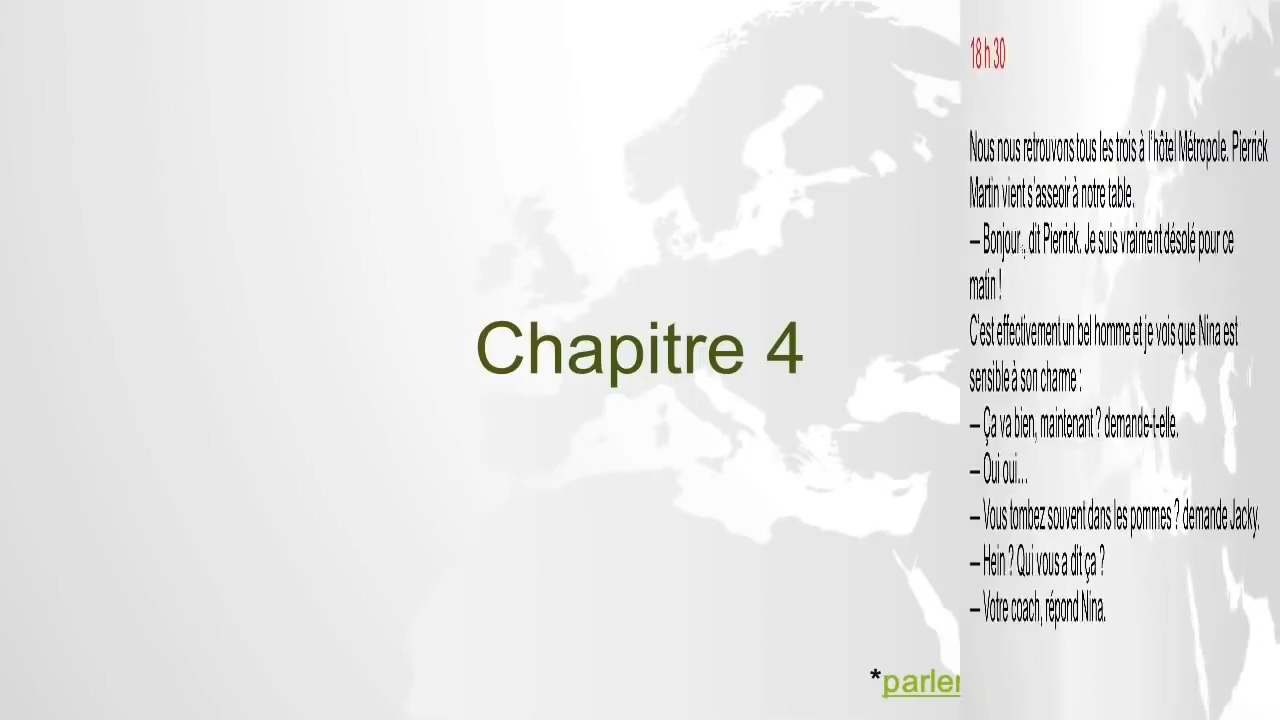 Chapitre 4
*parler
18 h 30
Nous nous retrouvons tous les trois à l'hôtel Métropole. Pierrick
Martin vient s'asseoir à notre table.
– Bonjour, dit Pierrick. Je suis vraiment désolé pour ce
matin !
C'est effectivement un bel homme et je vois que Nina est
sensible à son charme :
– Ça va bien, maintenant ? demande-t-elle.
– Oui oui...
– Vous tombez souvent dans les pommes ? demande Jacky.
– Hein ? Qui vous a dit ça ?
– Votre coach, répond Nina.